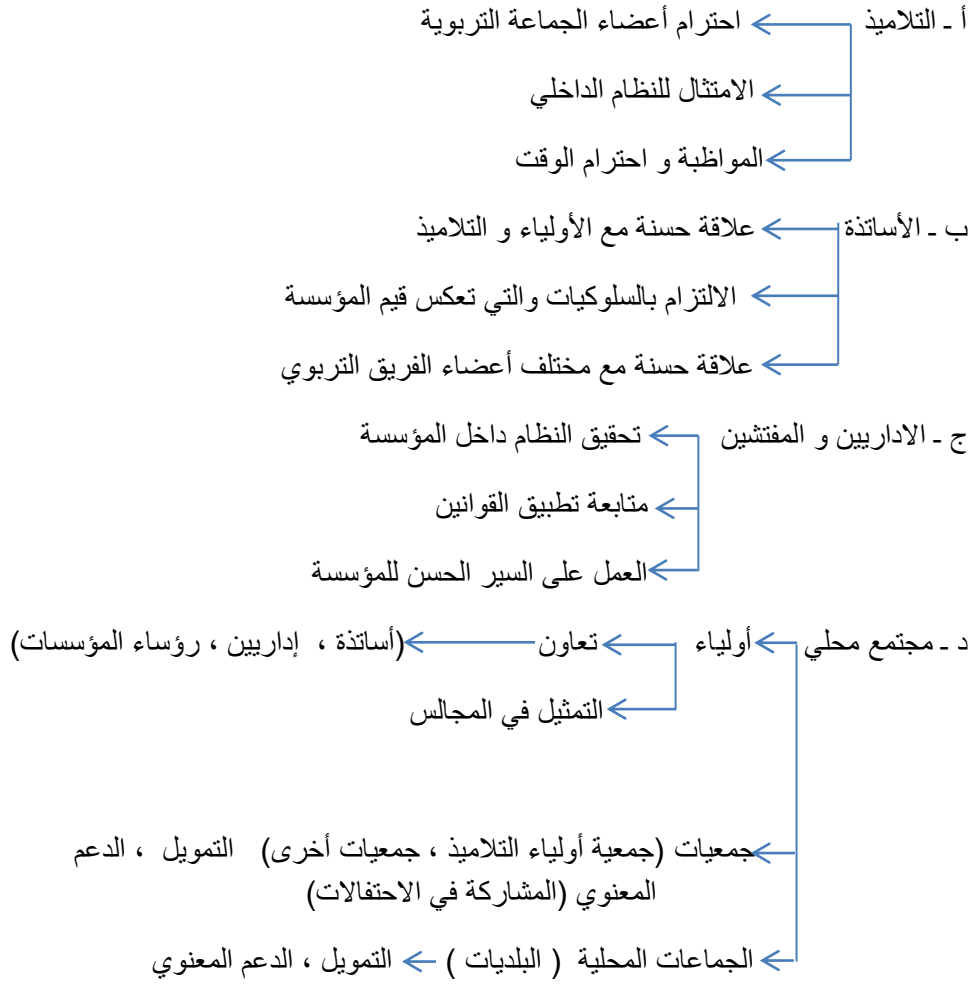 أ ـ التلاميذ احترام أعضاء الجماعة التربوية
الامتثال للنظام الداخلي
المواظبة و احترام الوقت
ب ـ الأساتذة علاقة حسنة مع الأولياء و التلاميذ
الالتزام بالسلوكيات والتي تعكس قيم المؤسسة
علاقة حسنة مع مختلف أعضاء الفريق التربوي
ج ـ الاداريين و المفتشين تحقيق النظام داخل المؤسسة
متابعة تطبيق القوانين
العمل على السير الحسن للمؤسسة
د ـ مجتمع محلي أولياء تعاون (أساتذة ، إداريين ، رؤساء المؤسسات)
التمثيل في المجالس
جمعيات (جمعية أولياء التلاميذ ، جمعيات أخرى) التمويل ، الدعم
المعنوي (المشاركة في الاحتفالات)
الجماعات المحلية ( البلديات ) التمويل ، الدعم المعنوي